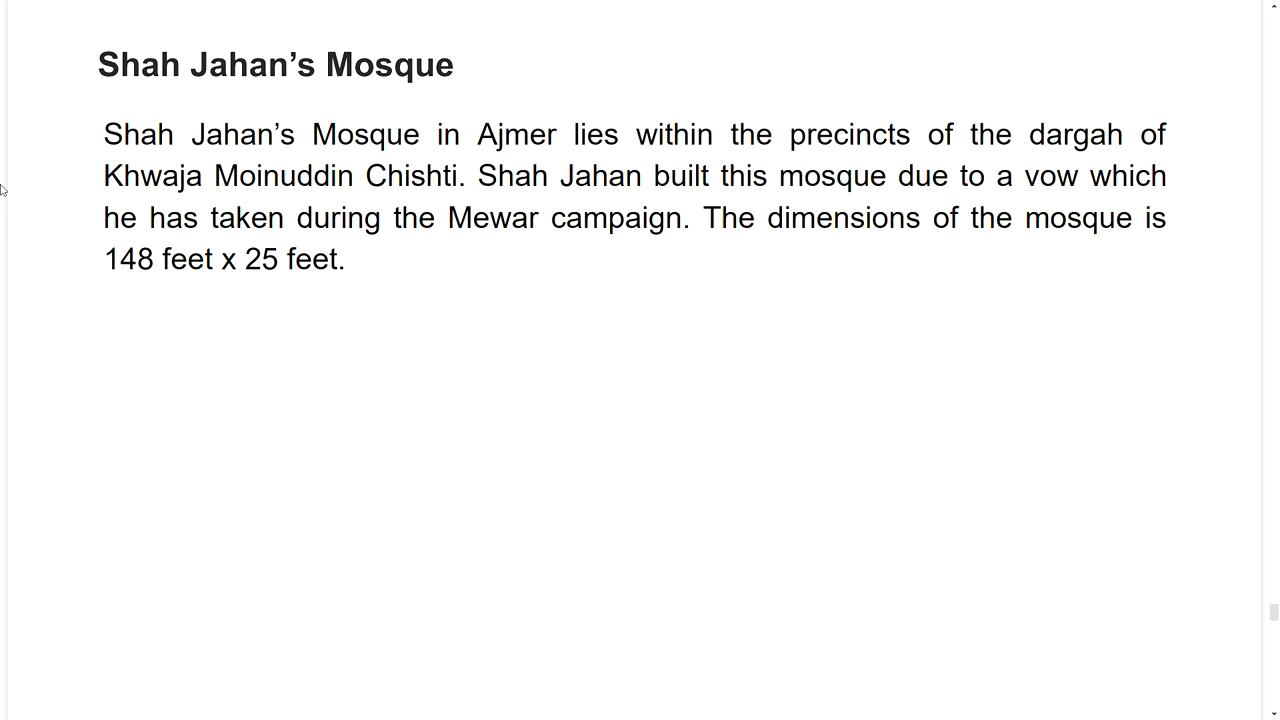 Shah Jahan’s Mosque
Shah Jahan’s Mosque in Ajmer lies within the precincts of the dargah of
Khwaja Moinuddin Chishti. Shah Jahan built this mosque due to a vow which
he has taken during the Mewar campaign. The dimensions of the mosque is
148 feet x 25 feet.